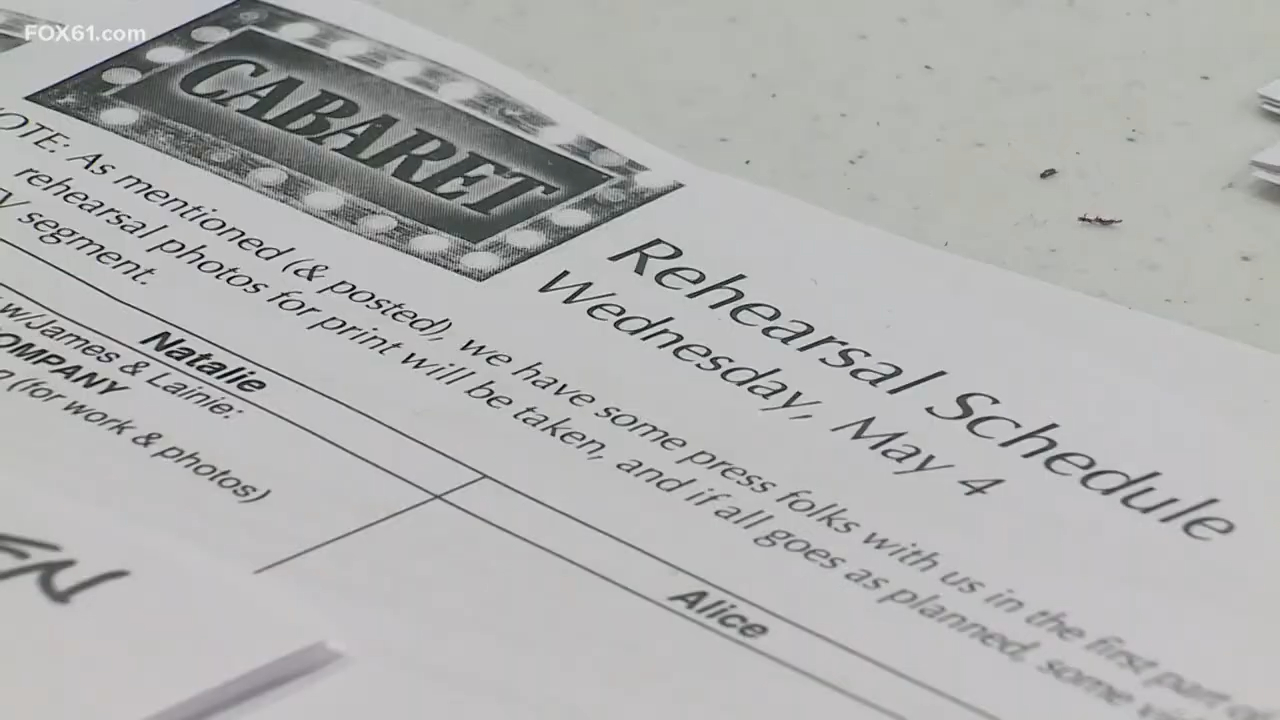 FOX61.com
CABARET
Rehearsal Schedule
Wednesday, May 4
OTE: As mentioned (& posted), we have some press folks with us in the first part of
rehearsal photos for print will be taken, and if all goes as planned, some
segment.
Natalie
Alice
w/James & Lainie:
OMPANY
(for work & photos)
EN